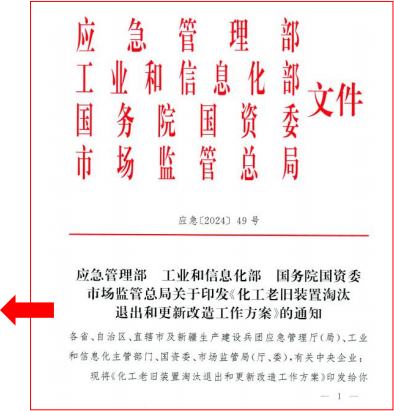 应急管理部
工业和信息化部
国务院国资委
市场监管总局
文件
应急〔2024〕49号
应急管理部 工业和信息化部 国务院国资委
市场监管总局关于印发《化工老旧装置淘汰
退出和更新改造工作方案》的通知
各省、自治区、直辖市及新疆生产建设兵团应急管理厅(局)、工业
和信息化主管部门、国资委、市场监管局(厅、委),有关中央企业:
现将《化工老旧装置淘汰退出和更新改造工作方案》印发给你
— 1 —